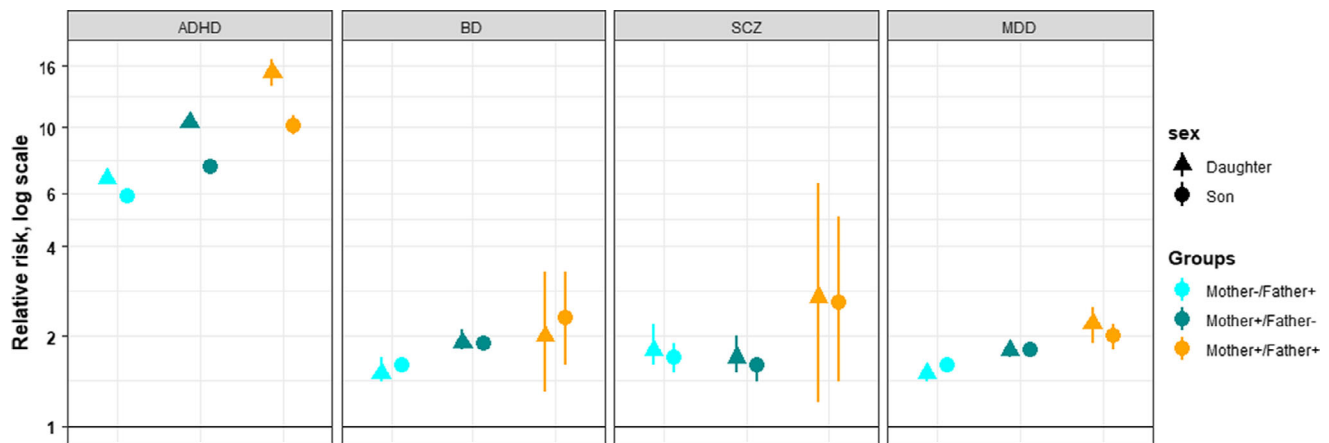 ADHD
BD
SCZ
MDD
Relative risk, log scale
16
10
6
4
2
1
sex
Daughter
Son
Groups
Mother-/Father+
Mother+/Father-
Mother+/Father+